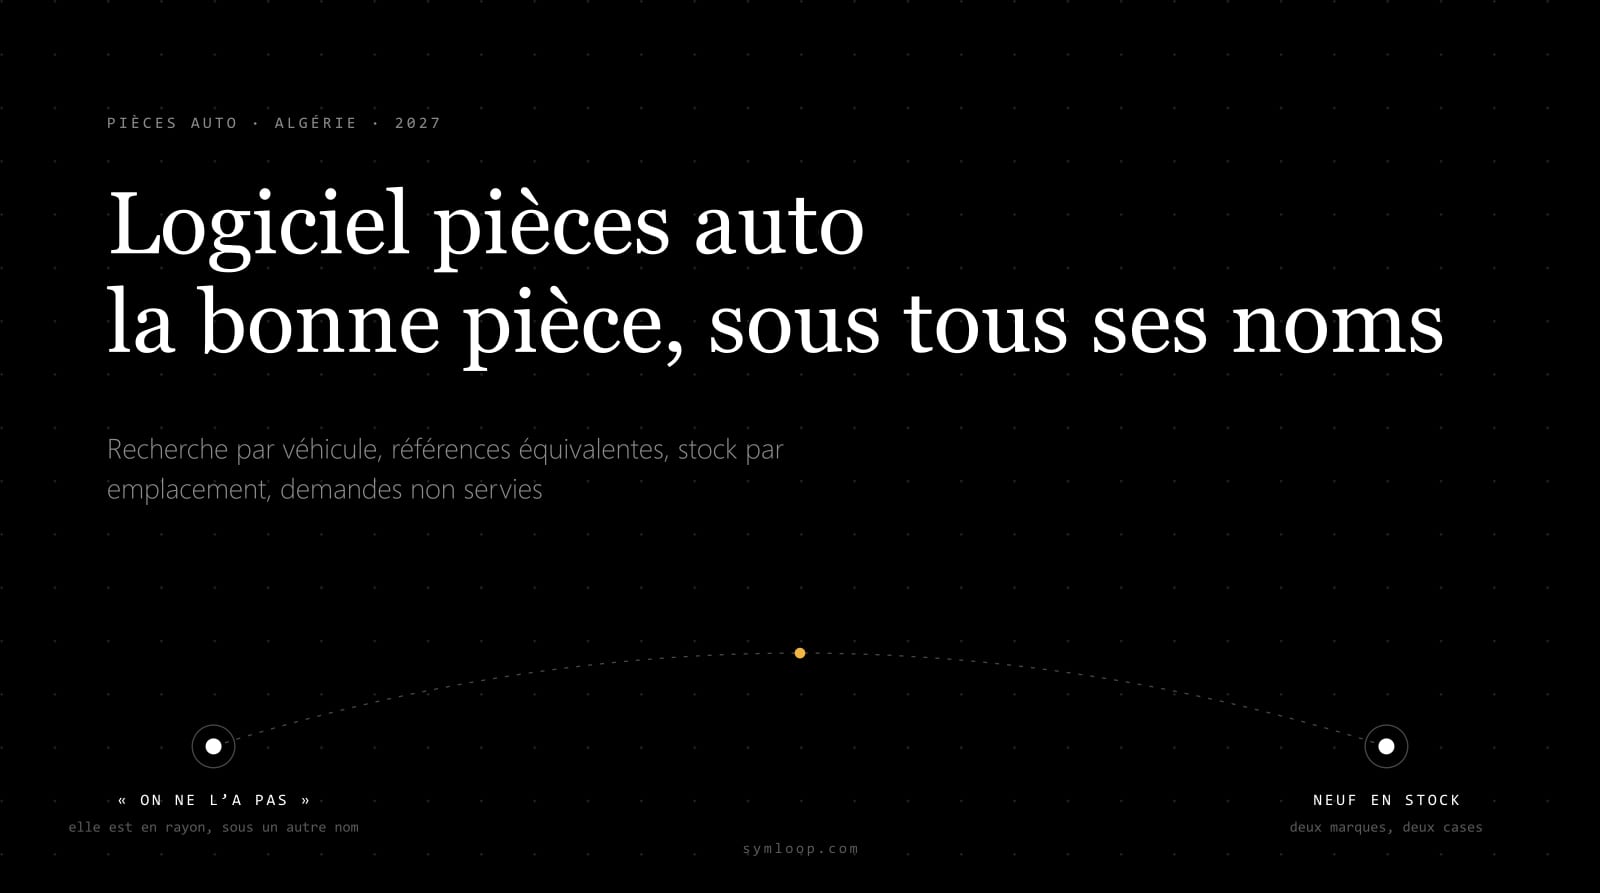 PIÈCES AUTO · ALGÉRIE · 2027
Logiciel pièces auto
la bonne pièce, sous tous ses noms
Recherche par véhicule, références équivalentes, stock par
emplacement, demandes non servies
« ON NE L’A PAS »
elle est en rayon, sous un autre nom
NEUF EN STOCK
deux marques, deux cases
symloop.com